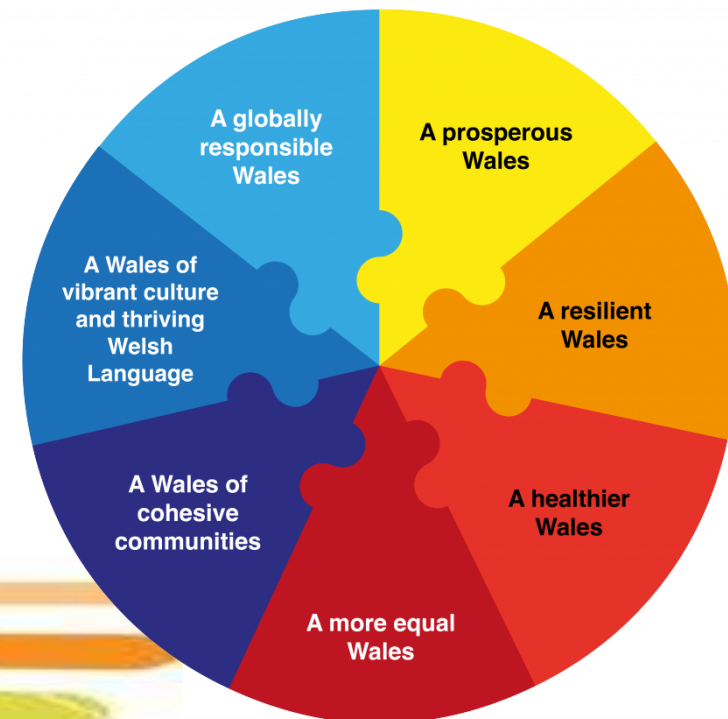 A globally
responsible
Wales
A prosperous
Wales
A resilient
Wales
A healthier
Wales
A more equal
Wales
A Wales of
cohesive
communities
A Wales of
vibrant culture
and thriving
Welsh
Language